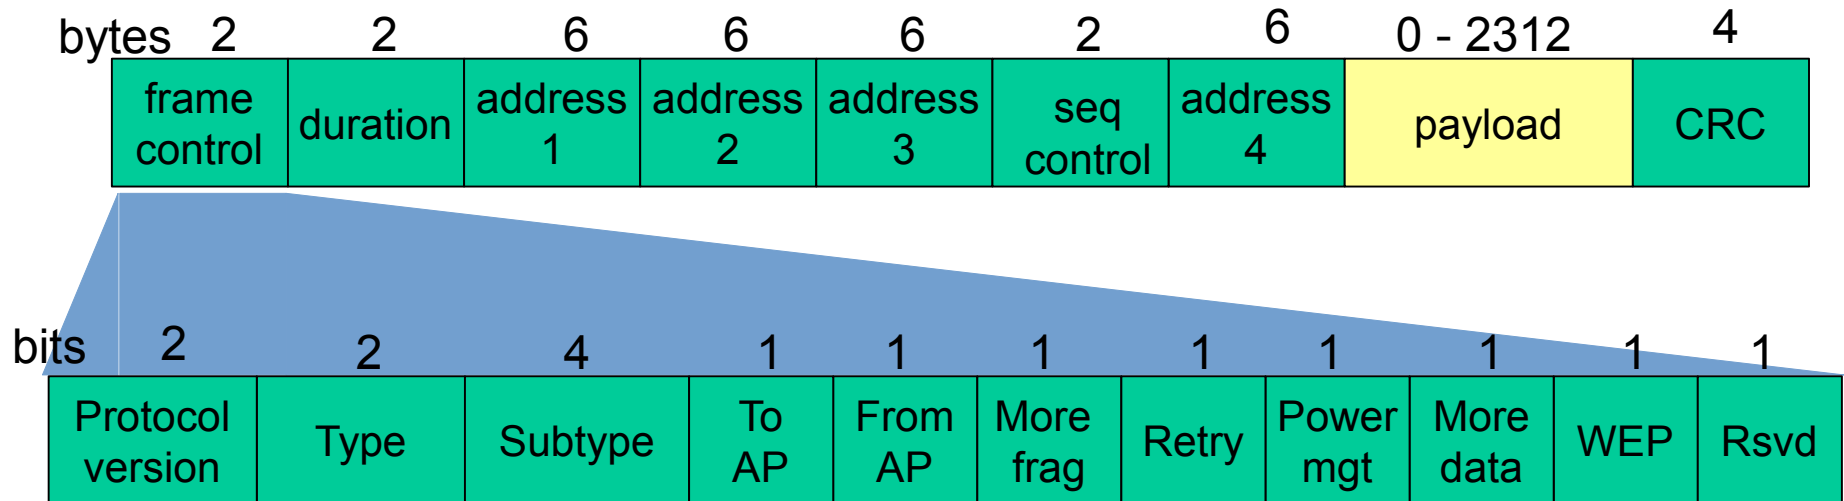 bytes 2 2 6 6 6 2 6 0 - 2312 4
frame control duration address 1 address 2 address 3 seq control address 4 payload CRC
bits 2 2 4 1 1 1 1 1 1 1 1
Protocol version Type Subtype To AP From AP More frag Retry Power mgt More data WEP Rsvd